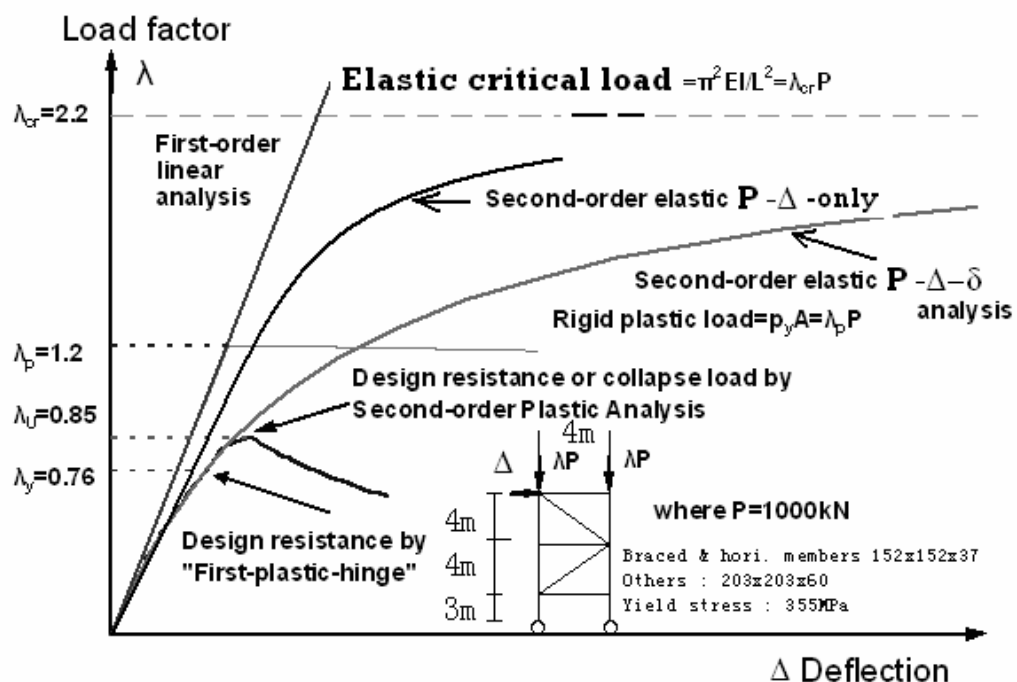 Load factor
λ
Elastic critical load =π²EI/L²=λcrP
λcr=2.2
First-order
linear
analysis
Second-order elastic P -Δ -only
Second-order elastic P -Δ–δ
analysis
Rigid plastic load=pyA=λpP
λp=1.2
Design resistance or collapse load by
Second-order Plastic Analysis
λU=0.85
λy=0.76
4m
Δ
λP
λP
4m
where P=1000kN
Design resistance by
"First-plastic-hinge"
4m
Braced & hori. members 152x152x37
Others : 203x203x60
3m
Yield stress : 355MPa
Δ Deflection